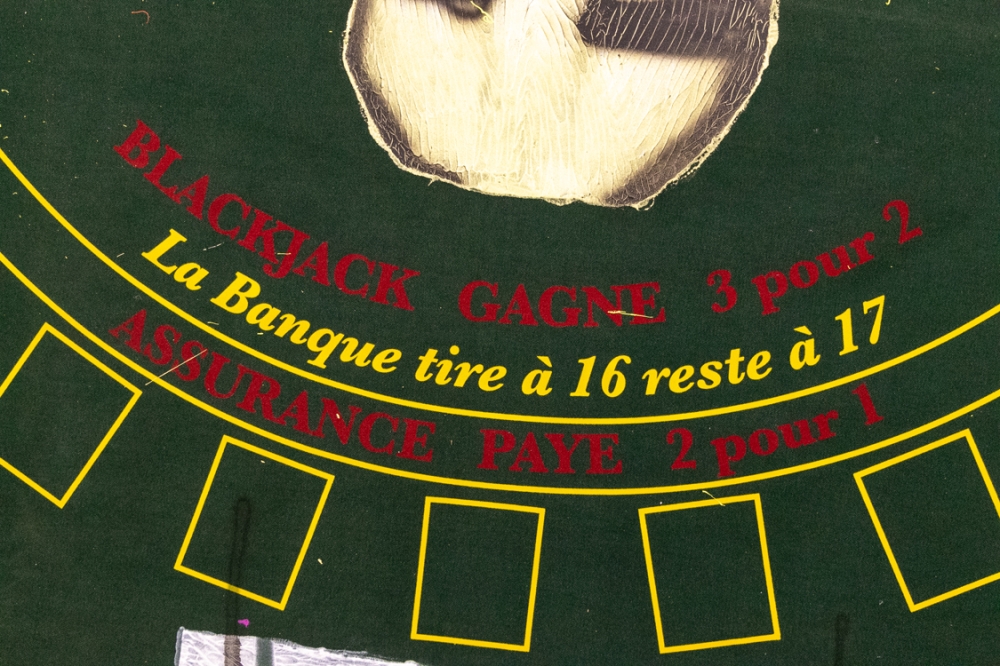 BLACKJACK GAGNE 3 pour 2
La Banque tire à 16 reste à 17
ASSURANCE PAYE 2 pour 1